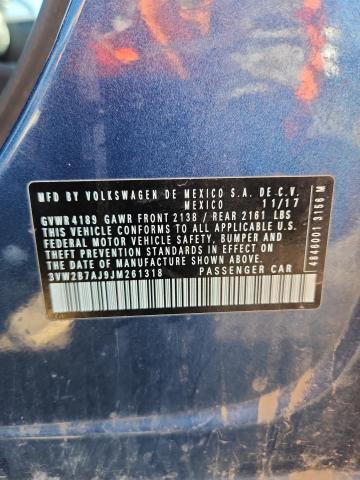 MFD BY VOLKSWAGEN DE MEXICO S.A. DE C.V.
MEXICO 11/17
GVWR4189 GAWR FRONT 2138 / REAR 2161 LBS
THIS VEHICLE CONFORMS TO ALL APPLICABLE U.S.
FEDERAL MOTOR VEHICLE SAFETY, BUMPER AND
THEFT PREVENTION STANDARDS IN EFFECT ON THE
DATE OF MANUFACTURE SHOWN ABOVE.
3VW2B7AJ9JM261318 PASSENGER CAR
4846001 3156 M